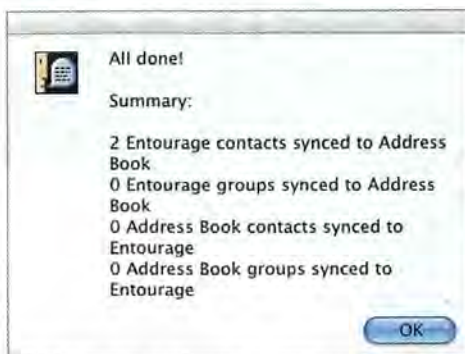 All done!
Summary:
2 Entourage contacts synced to Address
Book
0 Entourage groups synced to Address
Book
0 Address Book contacts synced to
Entourage
0 Address Book groups synced to
Entourage
OK